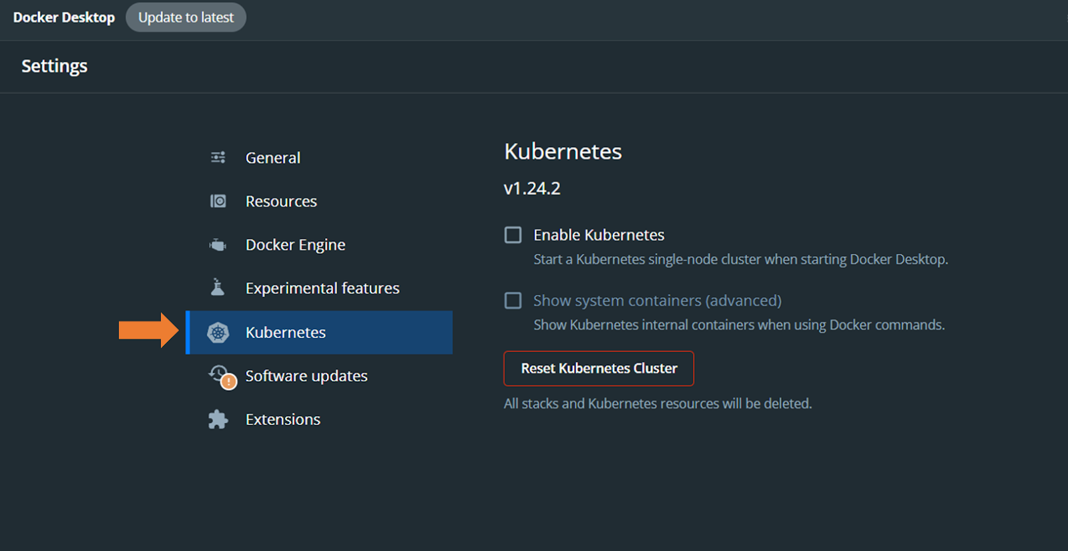 Docker Desktop Update to latest
Settings
General
Resources
Docker Engine
Experimental features
Kubernetes
Software updates
Extensions
Kubernetes
v1.24.2
Enable Kubernetes
Start a Kubernetes single-node cluster when starting Docker Desktop.
Show system containers (advanced)
Show Kubernetes internal containers when using Docker commands.
Reset Kubernetes Cluster
All stacks and Kubernetes resources will be deleted.